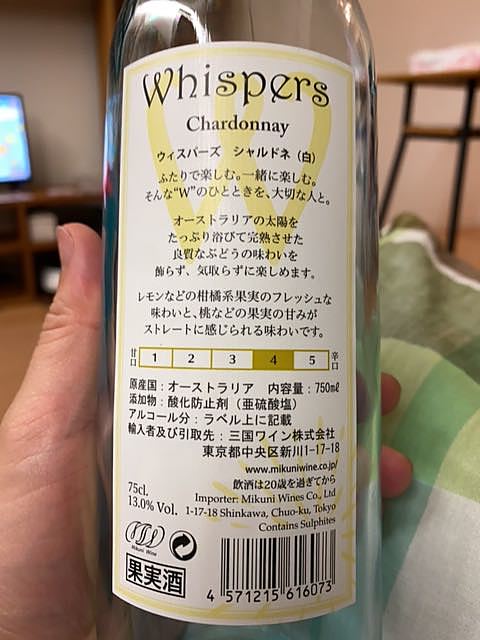 Whispers
Chardonnay
ウィスパーズ シャルドネ（白）
ふたりで楽しむ。一緒に楽しむ。
そんな“W”のひとときを、大切な人と。
オーストラリアの太陽を
たっぷり浴びて完熟させた
良質なぶどうの味わいを
飾らず、気取らずに楽しめます。
レモンなどの柑橘系果実のフレッシュな
味わいと、桃などの果実の甘みが
ストレートに感じられる味わいです。
甘口 1 2 3 4 5 辛口
原産国：オーストラリア 内容量：750mℓ
添加物：酸化防止剤（亜硫酸塩）
アルコール分：ラベル上に記載
輸入者及び引取先：三国ワイン株式会社
東京都中央区新川1-17-18
www.mikuniwine.co.jp/
飲酒は20歳を過ぎてから
75cl.
13.0% Vol.
Importer: Mikuni Wines Co., Ltd
1-17-18 Shinkawa, Chuo-ku, Tokyo
Contains Sulphites
Mikuni Wine
果実酒
4 571215 616073